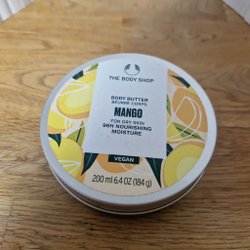 THE BODY SHOP
BODY BUTTER
BEURRE CORPS
MANGO
FOR DRY SKIN
96H NOURISHING
MOISTURE
VEGAN
200 ml 6.4 OZ (184 g)